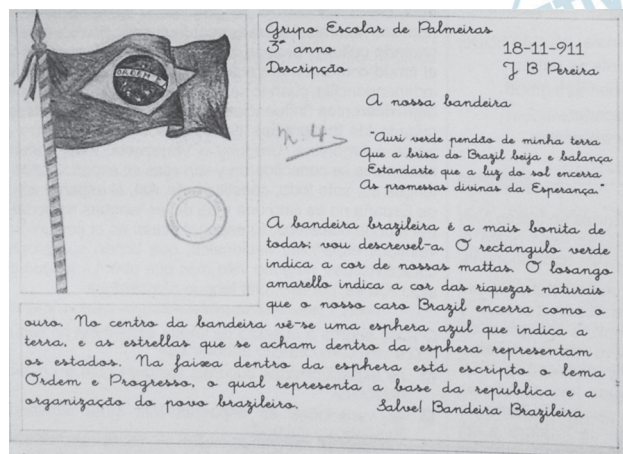 Grupo Escolar de Palmeiras
3º anno 18-11-911
Descripção J B Pereira
A nossa bandeira
n. 4
"Auri verde pendão de minha terra
Que a brisa do Brazil beija e balança
Estandarte que a luz do sol encerra
As promessas divinas da Esperança."
A bandeira brazileira é a mais bonita de
todas; vou descrevel-a. O rectangulo verde
indica a cor de nossas mattas. O losango
amarello indica a cor das riquezas naturais
que o nosso caro Brazil encerra como o
ouro. No centro da bandeira vê-se uma esphera azul que indica a
terra, e as estrellas que se acham dentro da esphera representam
os estados. Na faixa dentro da esphera está escripto o lema
Ordem e Progresso, o qual representa a base da republica e a
organização do povo brazileiro. Salve! Bandeira Brazileira